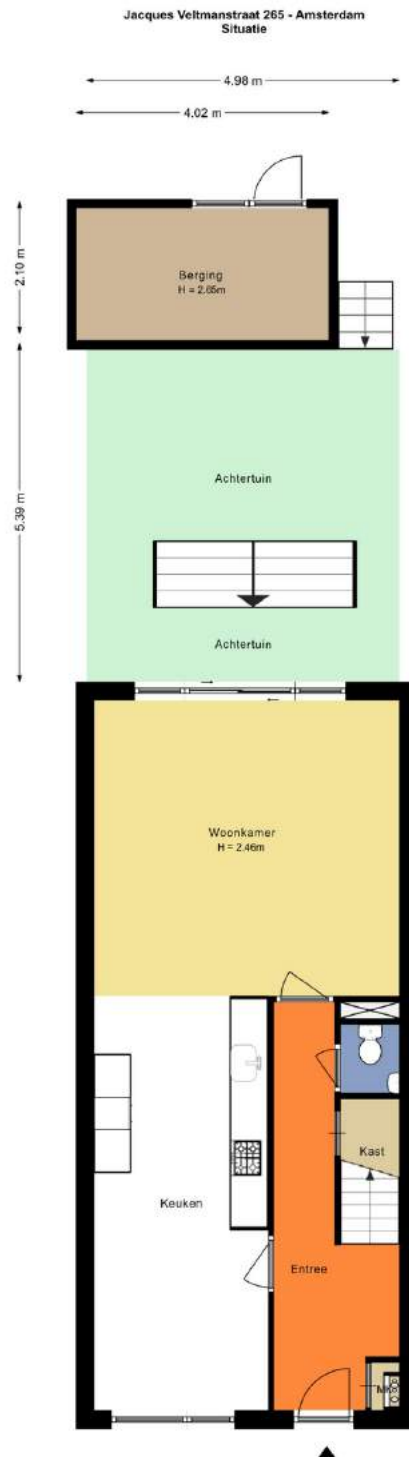 Jacques Veltmanstraat 265 - Amsterdam
Situatie
4.98 m
4.02 m
2.10 m
Berging
H = 2.65m
5.39 m
Achtertuin
Achtertuin
Woonkamer
H = 2.46m
Kast
Keuken
Entree
MK